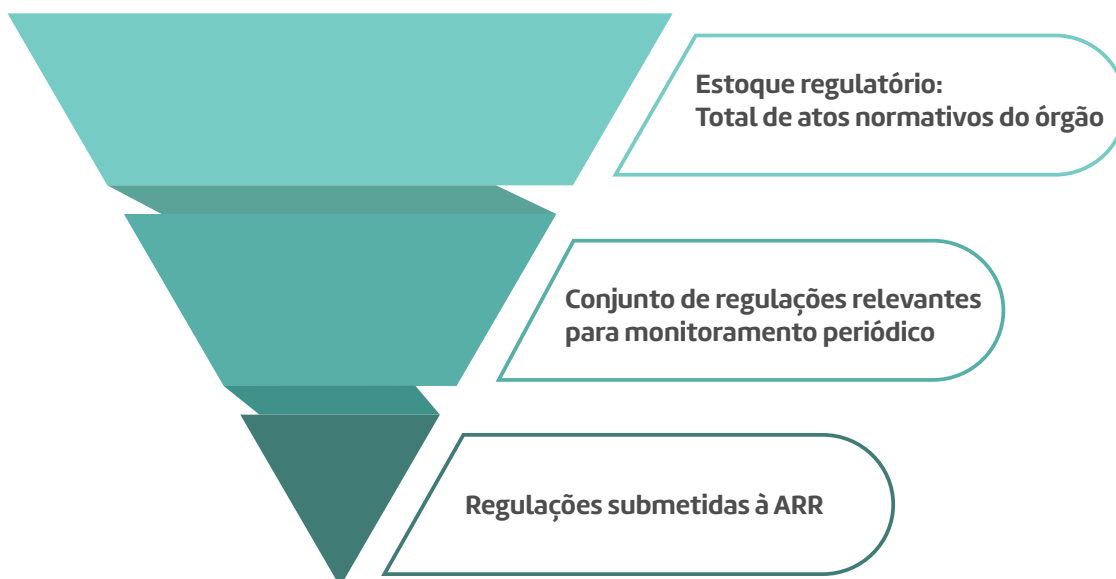 Estoque regulatório:
Total de atos normativos do órgão
Conjunto de regulações relevantes
para monitoramento periódico
Regulações submetidas à ARR